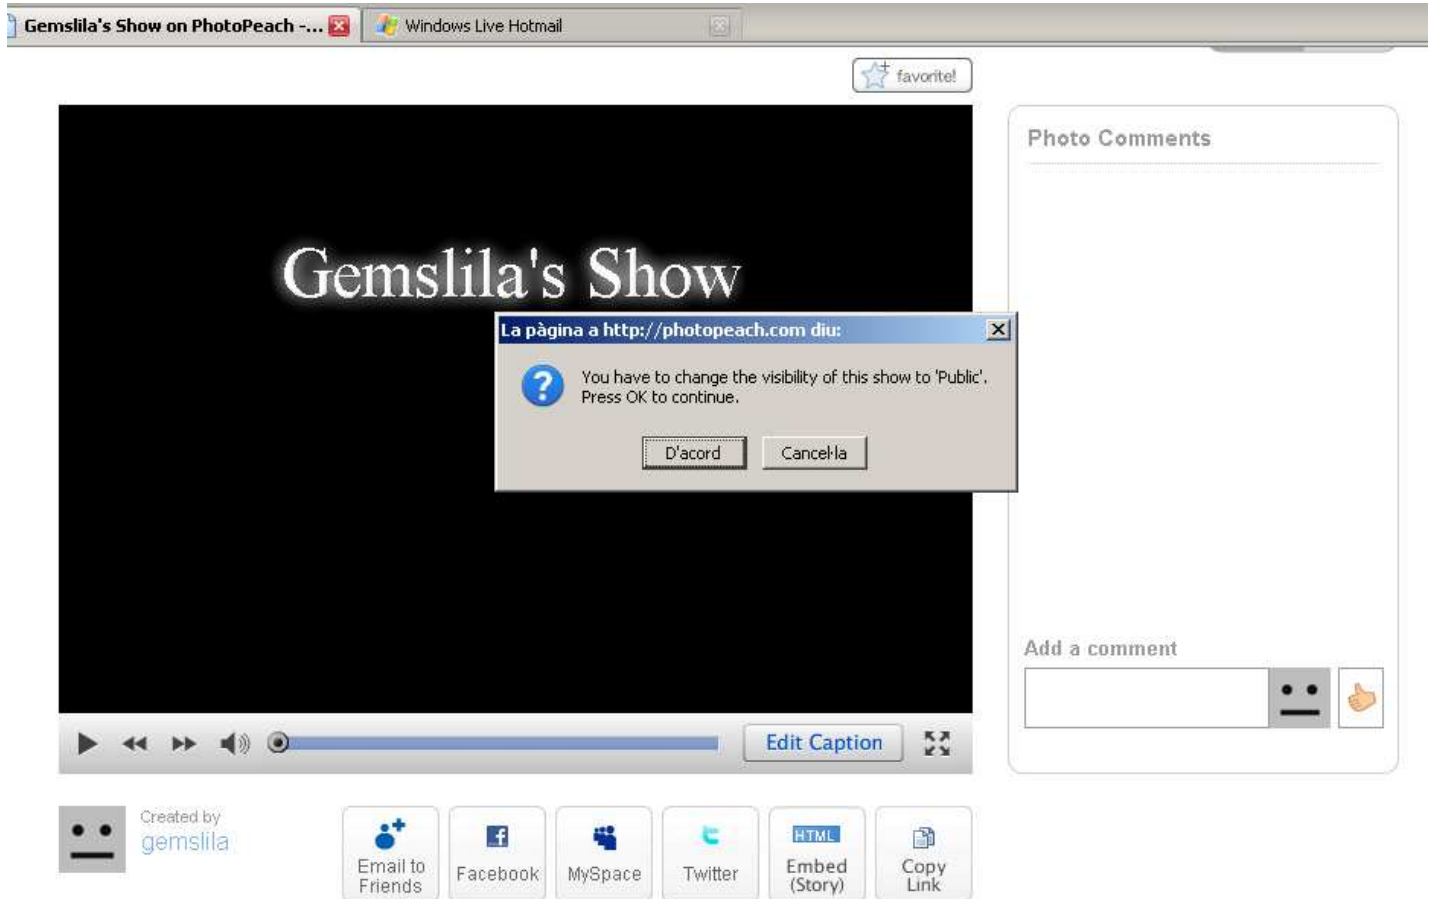 Gemslila's Show on PhotoPeach -...
Windows Live Hotmail
favorite!
Photo Comments
Gemslila's Show
La pàgina a http://photopeach.com diu:
You have to change the visibility of this show to 'Public'.
Press OK to continue.
D'acord
Cancel·la
Add a comment
Edit Caption
Created by
gemslila
Email to
Friends
Facebook
MySpace
Twitter
HTML
Embed
(Story)
Copy
Link